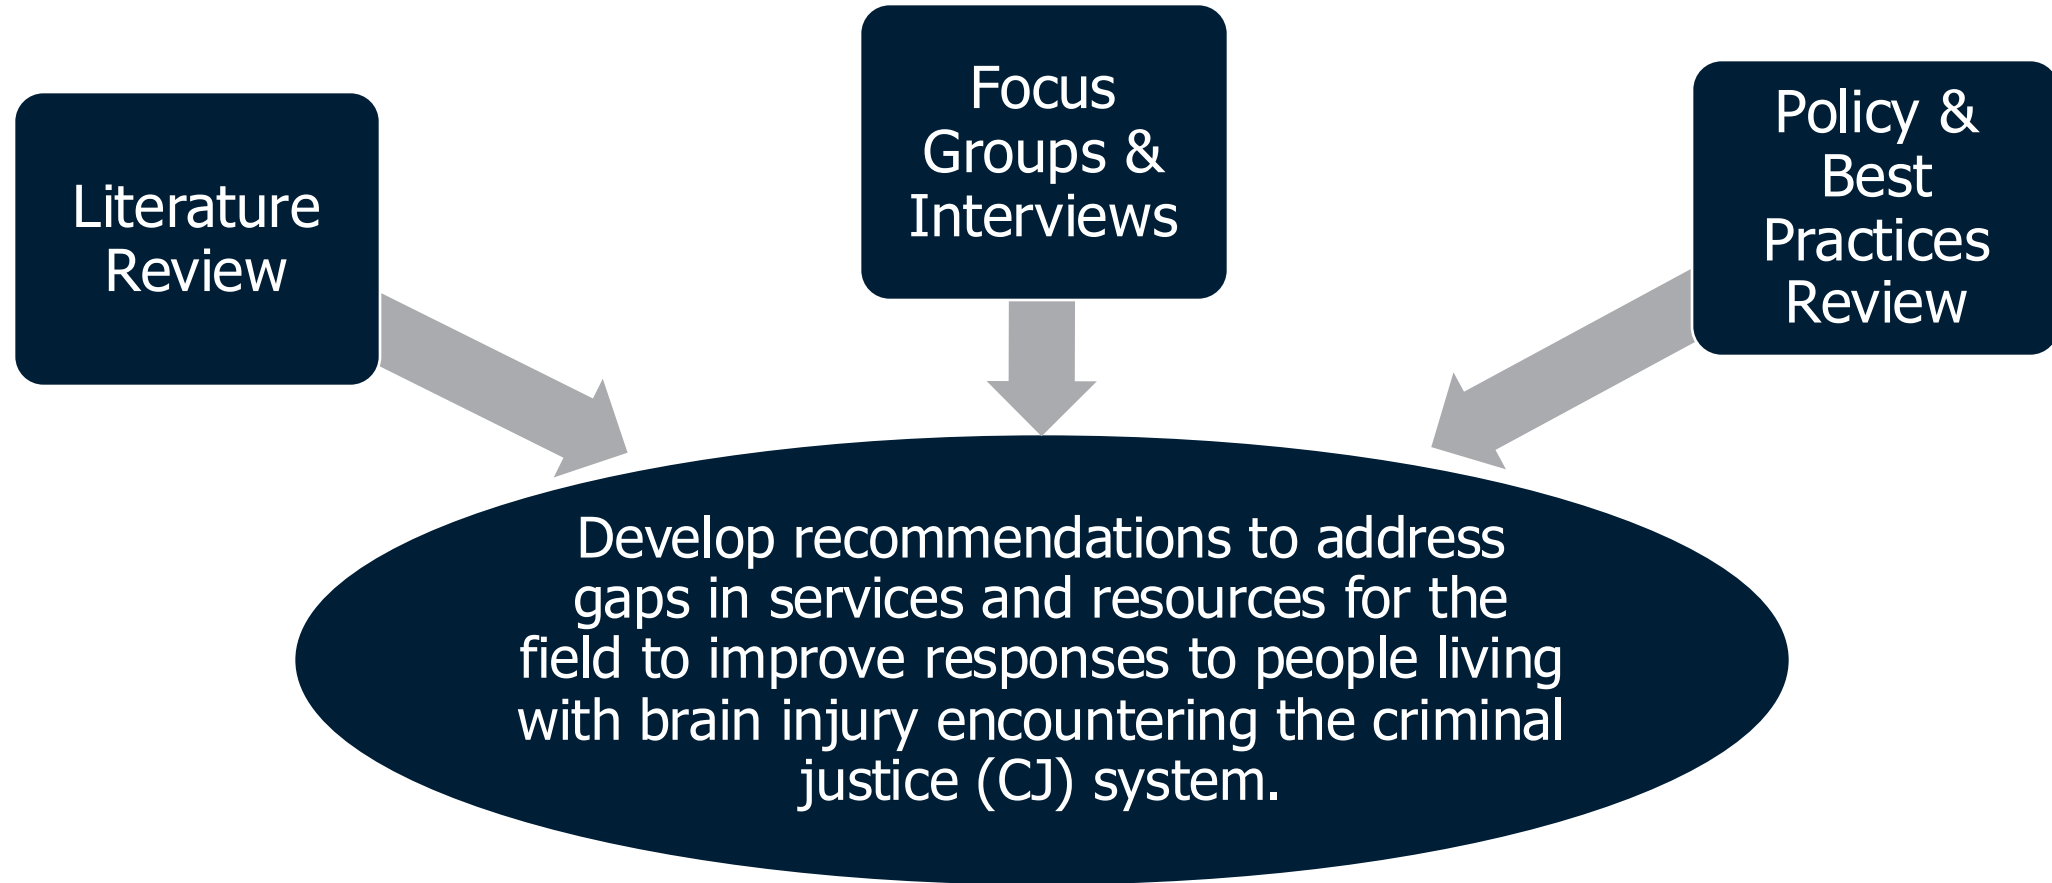 Literature
Review
Focus
Groups &
Interviews
Policy &
Best
Practices
Review
Develop recommendations to address
gaps in services and resources for the
field to improve responses to people living
with brain injury encountering the criminal
justice (CJ) system.